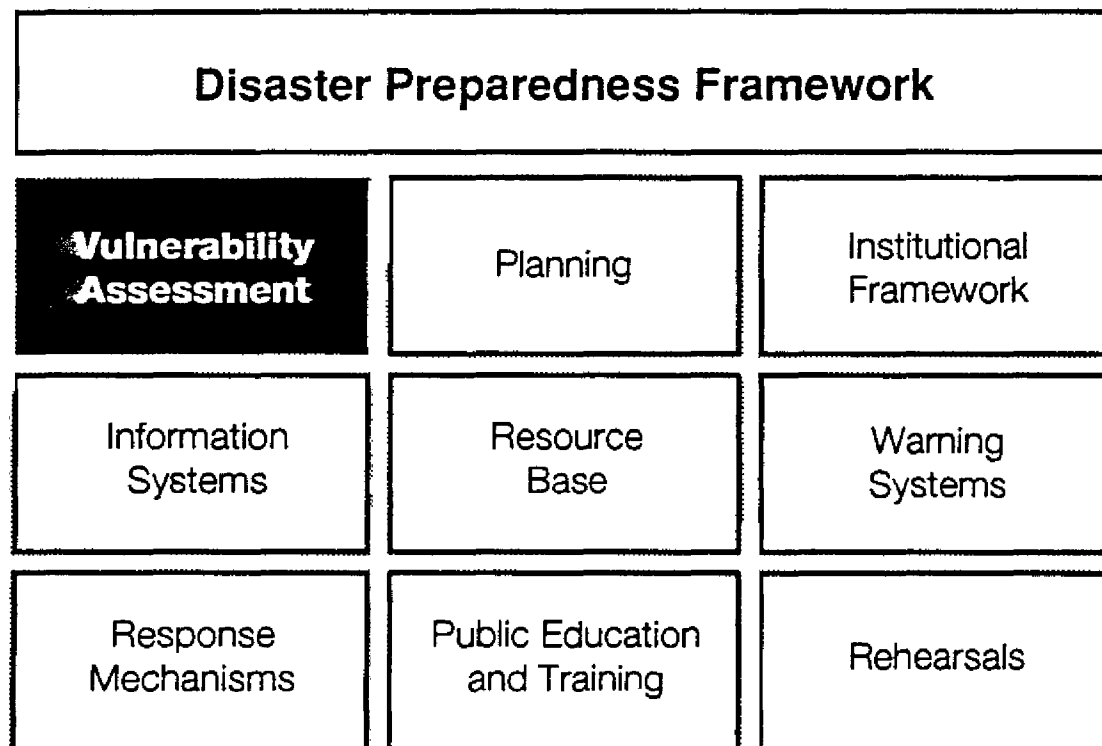 Disaster Preparedness Framework
Vulnerability
Assessment
Planning
Institutional
Framework
Information
Systems
Resource
Base
Warning
Systems
Response
Mechanisms
Public Education
and Training
Rehearsals